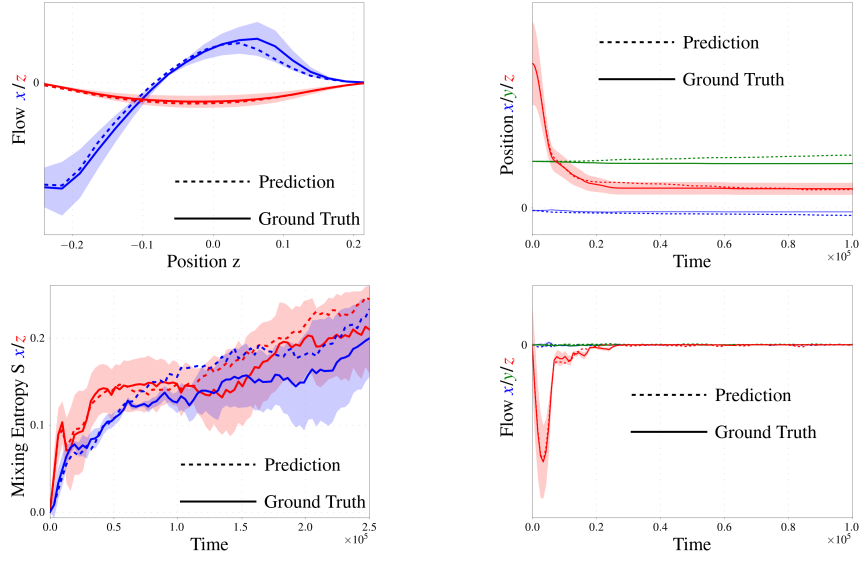 Flow x/z
0
Prediction
Ground Truth
−0.2
−0.1
0.0
0.1
0.2
Position z
Position x/y/z
0
Prediction
Ground Truth
0.0
0.2
0.4
0.6
0.8
1.0
×10⁵
Time
Mixing Entropy S x/z
0.2
0.1
0.0
Prediction
Ground Truth
0.0
0.5
1.0
1.5
2.0
2.5
×10⁵
Time
Flow x/y/z
0
Prediction
Ground Truth
0.0
0.2
0.4
0.6
0.8
1.0
×10⁵
Time